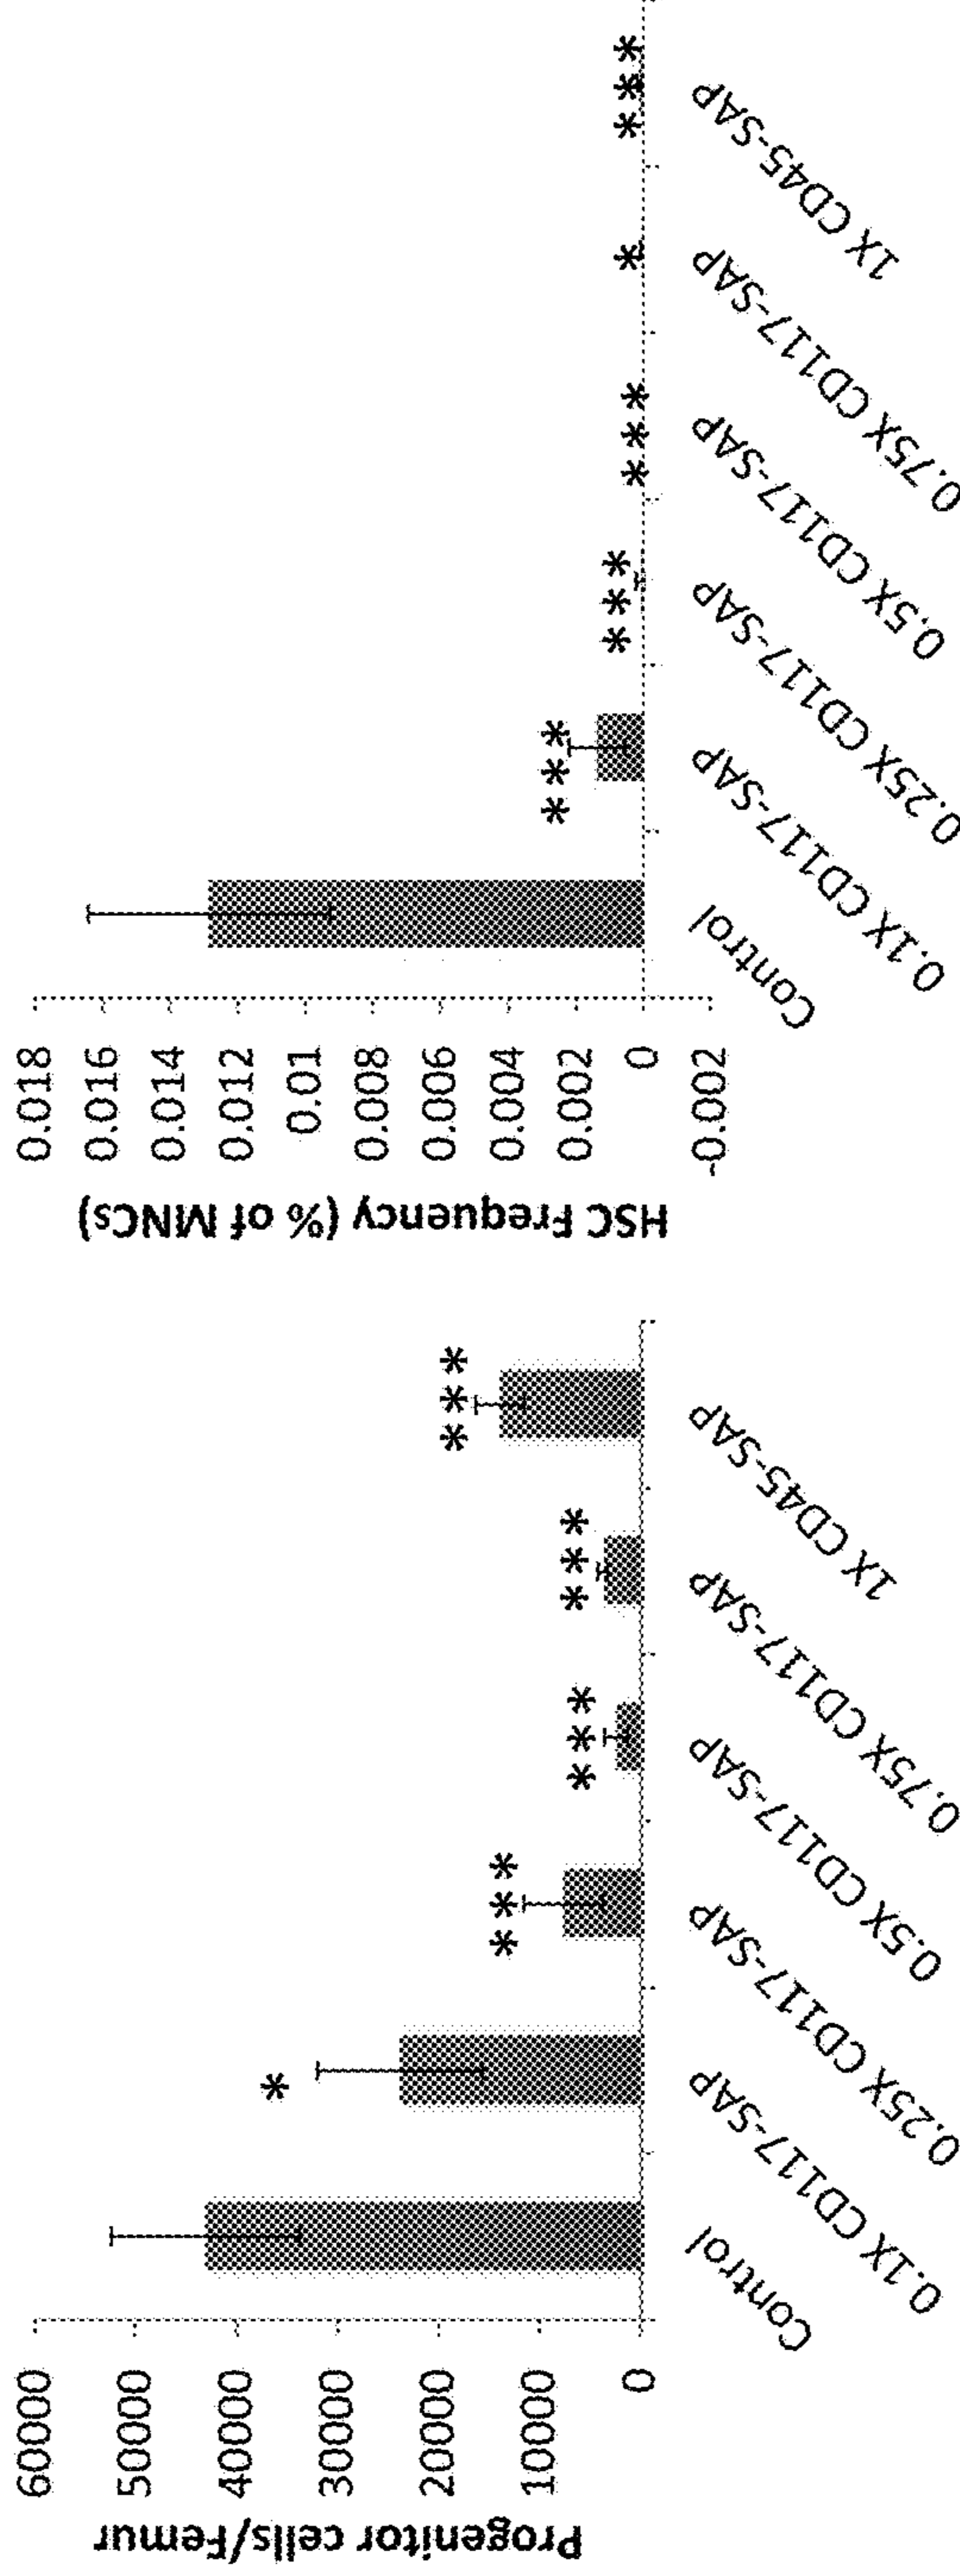 Progenitor cells/Femur
60000
50000
40000
30000
20000
10000
0
*
***
***
***
***
Control
0.1X CD117-SAP
0.25X CD117-SAP
0.5X CD117-SAP
0.75X CD117-SAP
1X CD45-SAP
HSC Frequency (% of MNCs)
0.018
0.016
0.014
0.012
0.01
0.008
0.006
0.004
0.002
0
-0.002
***
***
***
*
***
Control
0.1X CD117-SAP
0.25X CD117-SAP
0.5X CD117-SAP
0.75X CD117-SAP
1X CD45-SAP